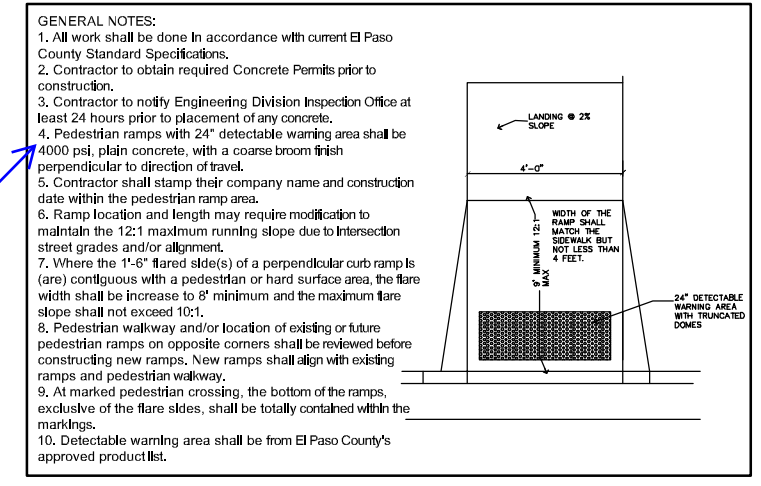 GENERAL NOTES:
1. All work shall be done in accordance with current El Paso
County Standard Specifications.
2. Contractor to obtain required Concrete Permits prior to
construction.
3. Contractor to notify Engineering Division Inspection Office at
least 24 hours prior to placement of any concrete.
4. Pedestrian ramps with 24" detectable warning area shall be
4000 psi, plain concrete, with a coarse broom finish
perpendicular to direction of travel.
5. Contractor shall stamp their company name and construction
date within the pedestrian ramp area.
6. Ramp location and length may require modification to
maintain the 12:1 maximum running slope due to intersection
street grades and/or allignment.
7. Where the 1'-6" flared side(s) of a perpendicular curb ramp is
(are) contiguous with a pedestrian or hard surface area, the flare
width shall be increase to 8' minimum and the maximum flare
slope shall not exceed 10:1.
8. Pedestrian walkway and/or location of existing or future
pedestrian ramps on opposite corners shall be reviewed before
constructing new ramps. New ramps shall align with existing
ramps and pedestrian walkway.
9. At marked pedestrian crossing, the bottom of the ramps,
exclusive of the flare sides, shall be totally contained within the
markings.
10. Detectable warning area shall be from El Paso County's
approved product list.
LANDING @ 2%
SLOPE
4'-0"
WIDTH OF THE
RAMP SHALL
MATCH THE
SIDEWALK BUT
NOT LESS THAN
4 FEET.
9' MINIMUM 12:1
MAX
24" DETECTABLE
WARNING AREA
WITH TRUNCATED
DOMES